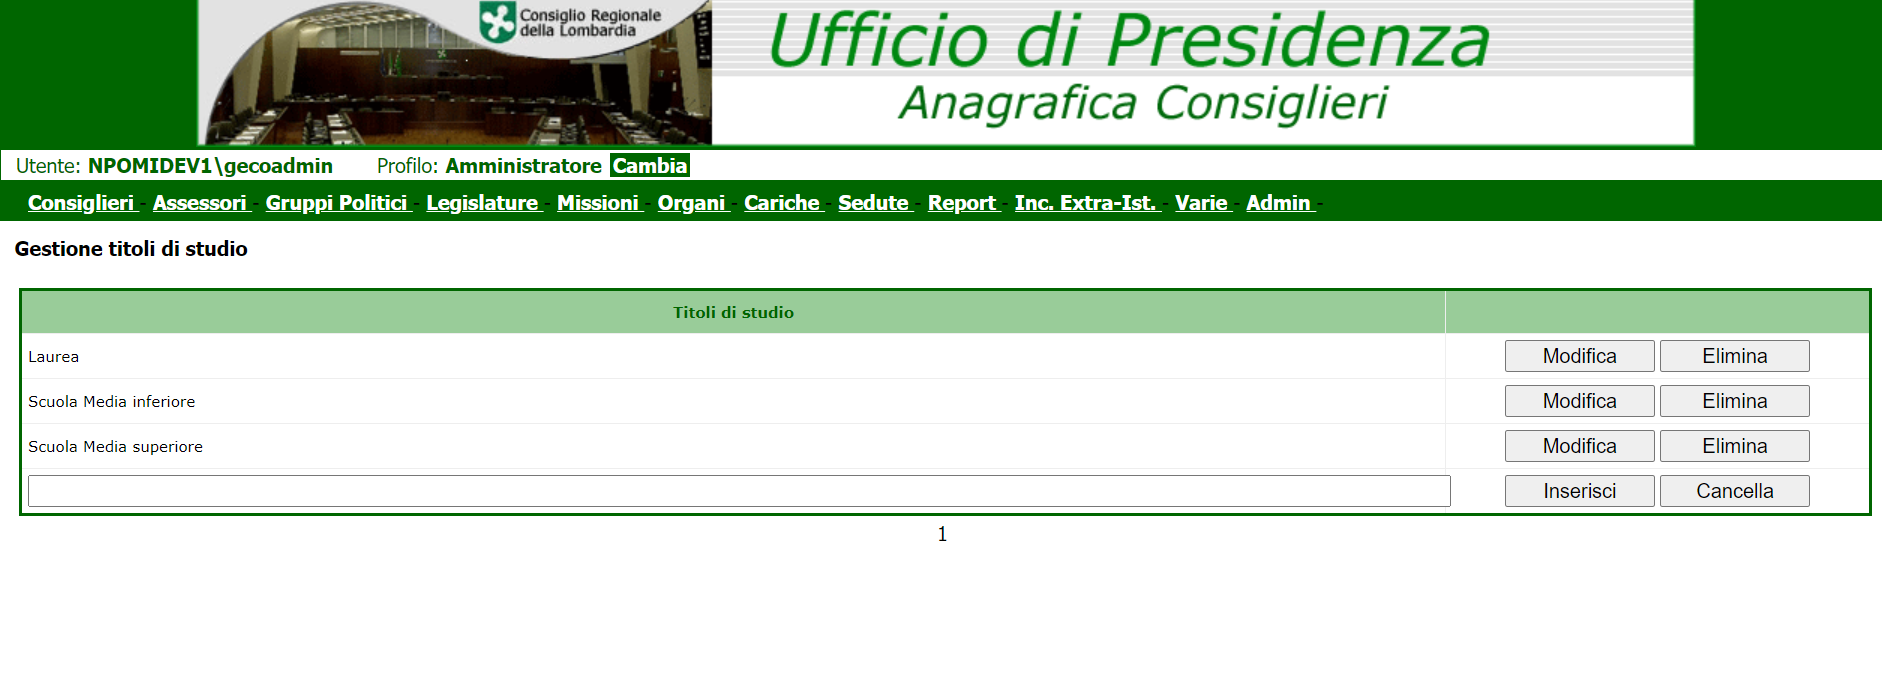 Consiglio Regionale
della Lombardia
Ufficio di Presidenza
Anagrafica Consiglieri
Utente: NPOMIDEV1\gecoadmin Profilo: Amministratore Cambia
Consiglieri - Assessori - Gruppi Politici - Legislature - Missioni - Organi - Cariche - Sedute - Report - Inc. Extra-Ist. - Varie - Admin -
Gestione titoli di studio
Titoli di studio
Laurea Modifica Elimina
Scuola Media inferiore Modifica Elimina
Scuola Media superiore Modifica Elimina
Inserisci Cancella
1